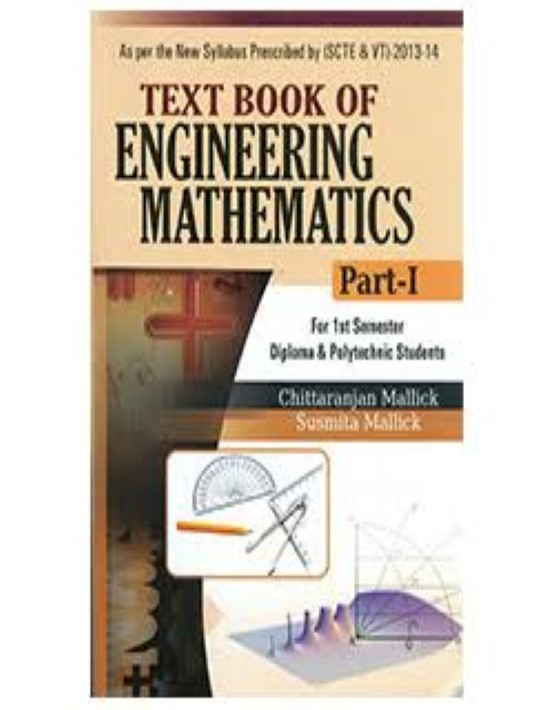 As per the New Syllabus Prescribed by (SCTE & VT)-2013-14
TEXT BOOK OF
ENGINEERING
MATHEMATICS
Part-I
For 1st Semester
Diploma & Polytechnic Students
Chittaranjan Mallick
Susmita Mallick